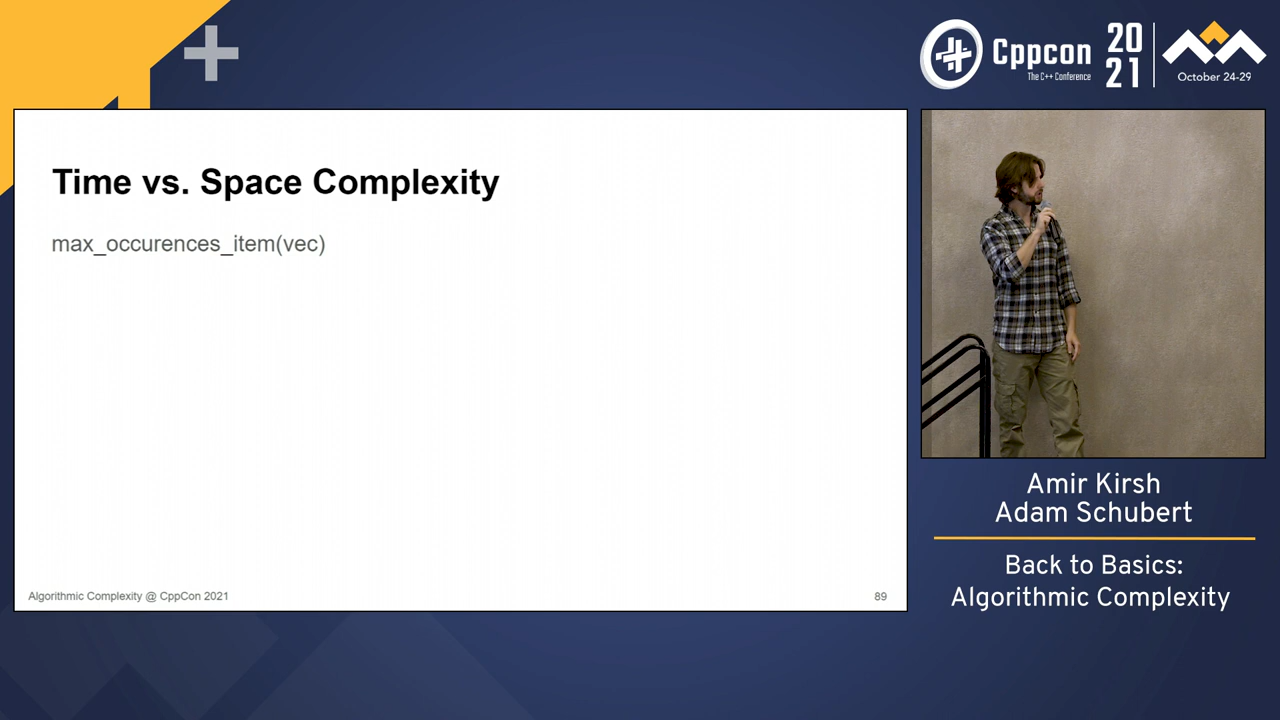 Cppcon
The C++ Conference
20
21
October 24-29
Time vs. Space Complexity
max_occurences_item(vec)
Algorithmic Complexity @ CppCon 2021
89
Amir Kirsh
Adam Schubert
Back to Basics:
Algorithmic Complexity